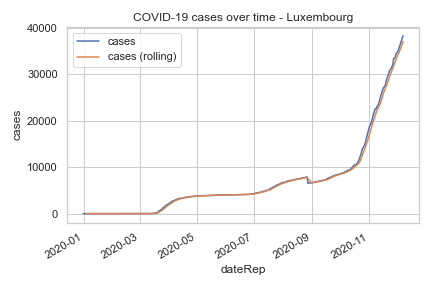 COVID-19 cases over time - Luxembourg
cases
cases (rolling)
40000
30000
20000
10000
0
cases
2020-01
2020-03
2020-05
2020-07
2020-09
2020-11
dateRep